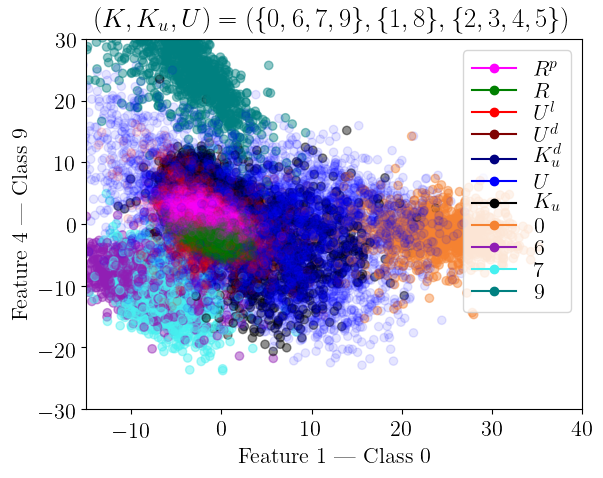 (K, K_u, U) = ({0, 6, 7, 9}, {1, 8}, {2, 3, 4, 5})
30
20
10
0
−10
−20
−30
Feature 4 — Class 9
−10 0 10 20 30 40
Feature 1 — Class 0
R^p
R
U^l
U^d
K_u^d
U
K_u
0
6
7
9